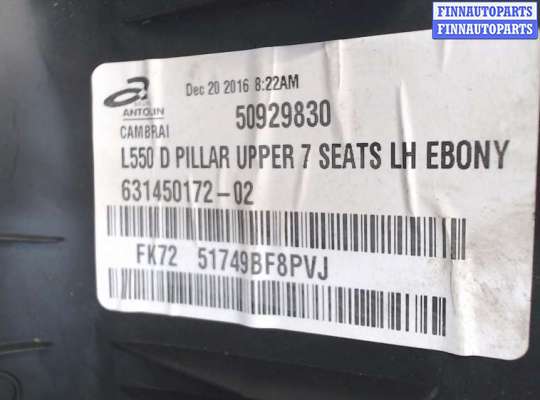 FINNAUTOPARTS
FINNAUTOPARTS
Dec 20 2016 8:22AM
ANTOLIN
CAMBRAI
50929830
L550 D PILLAR UPPER 7 SEATS LH EBONY
631450172-02
FK72 51749BF8PVJ